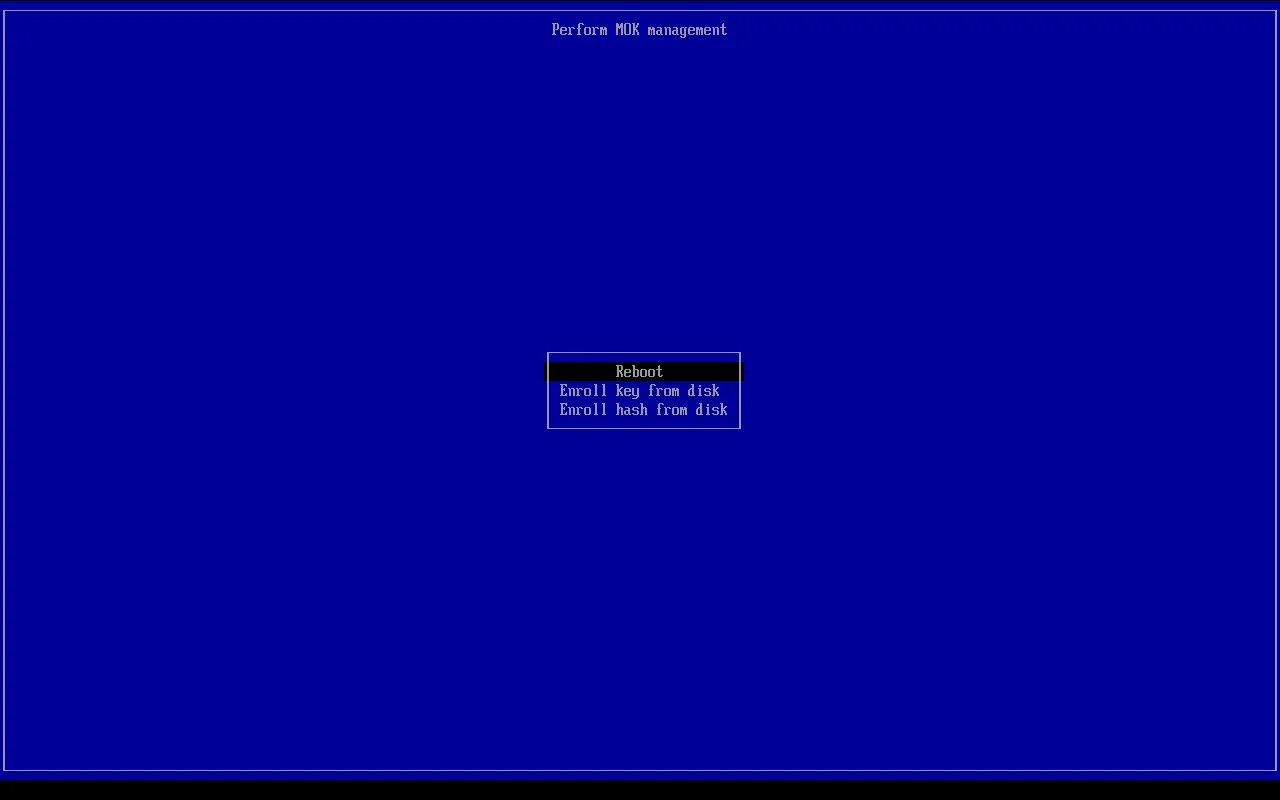 Perform MOK management
Reboot
Enroll key from disk
Enroll hash from disk